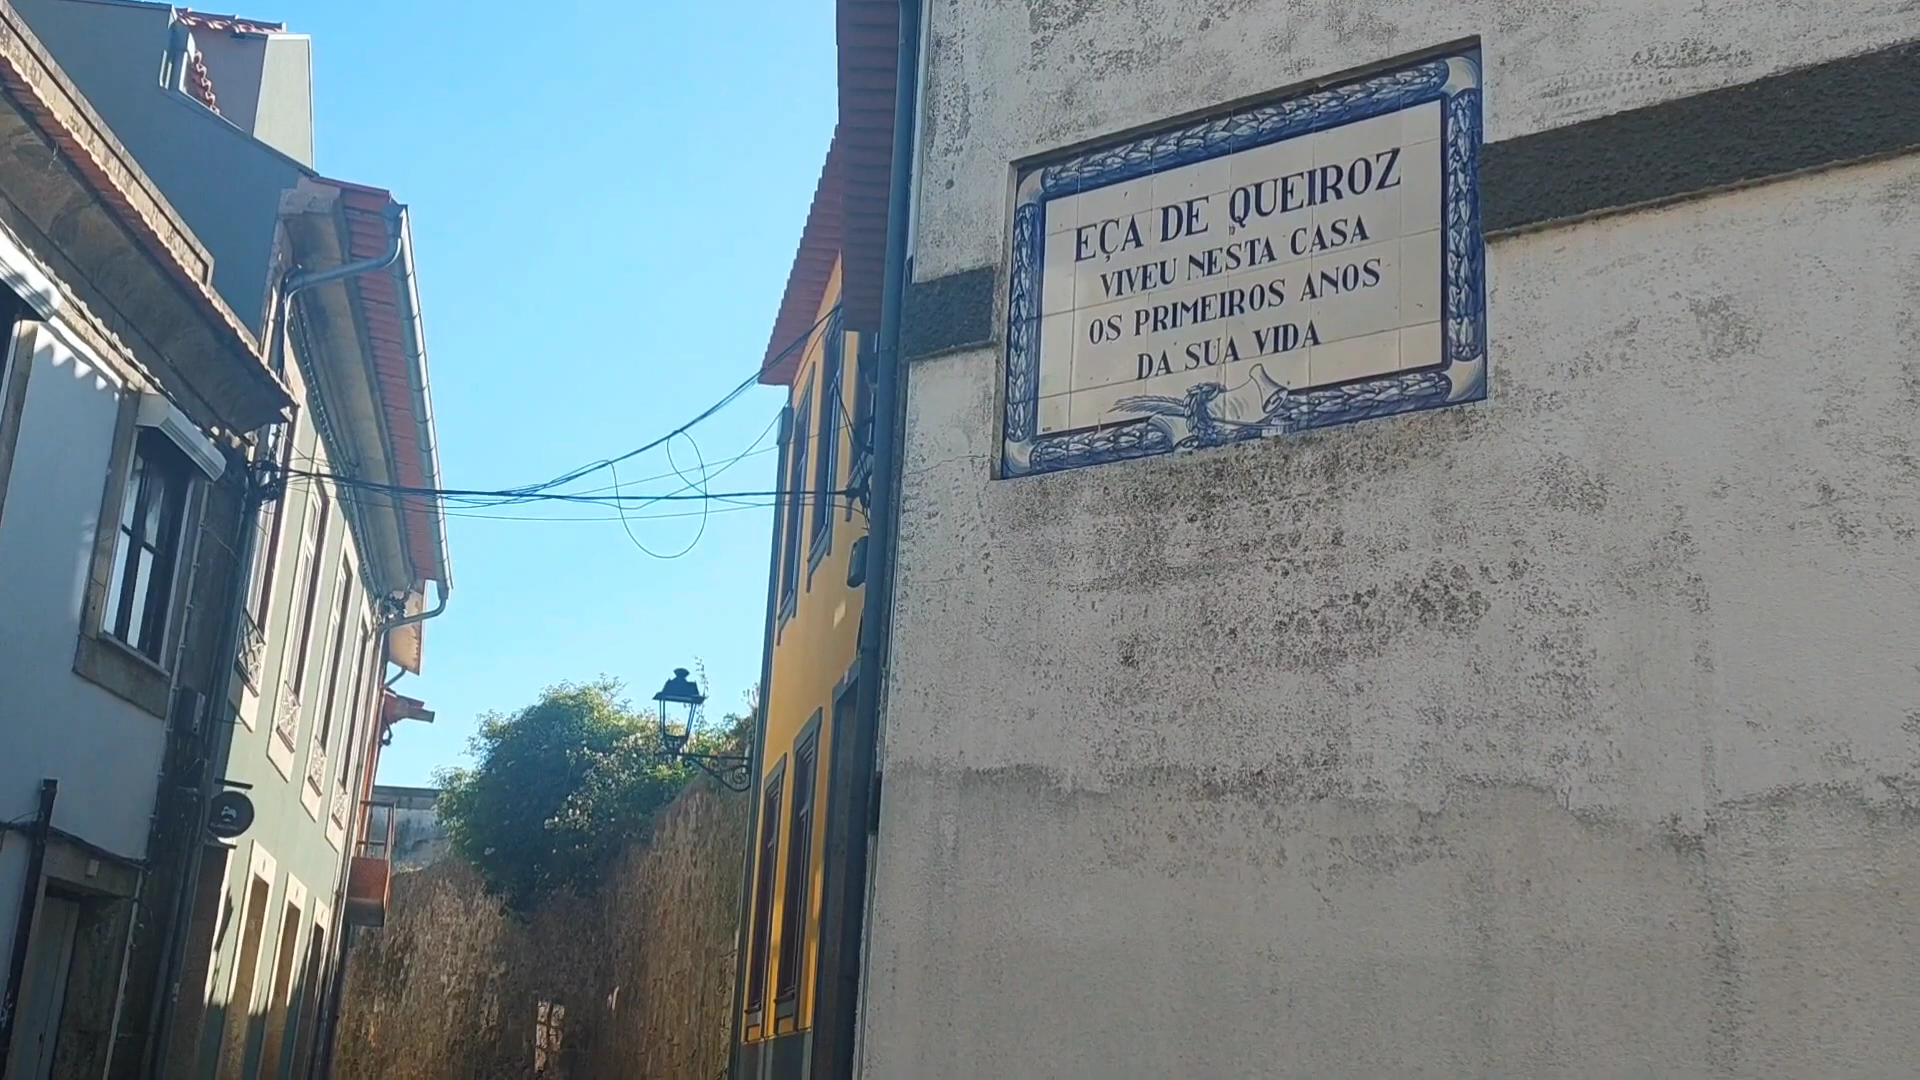 EÇA DE QUEIROZ
VIVEU NESTA CASA
OS PRIMEIROS ANOS
DA SUA VIDA